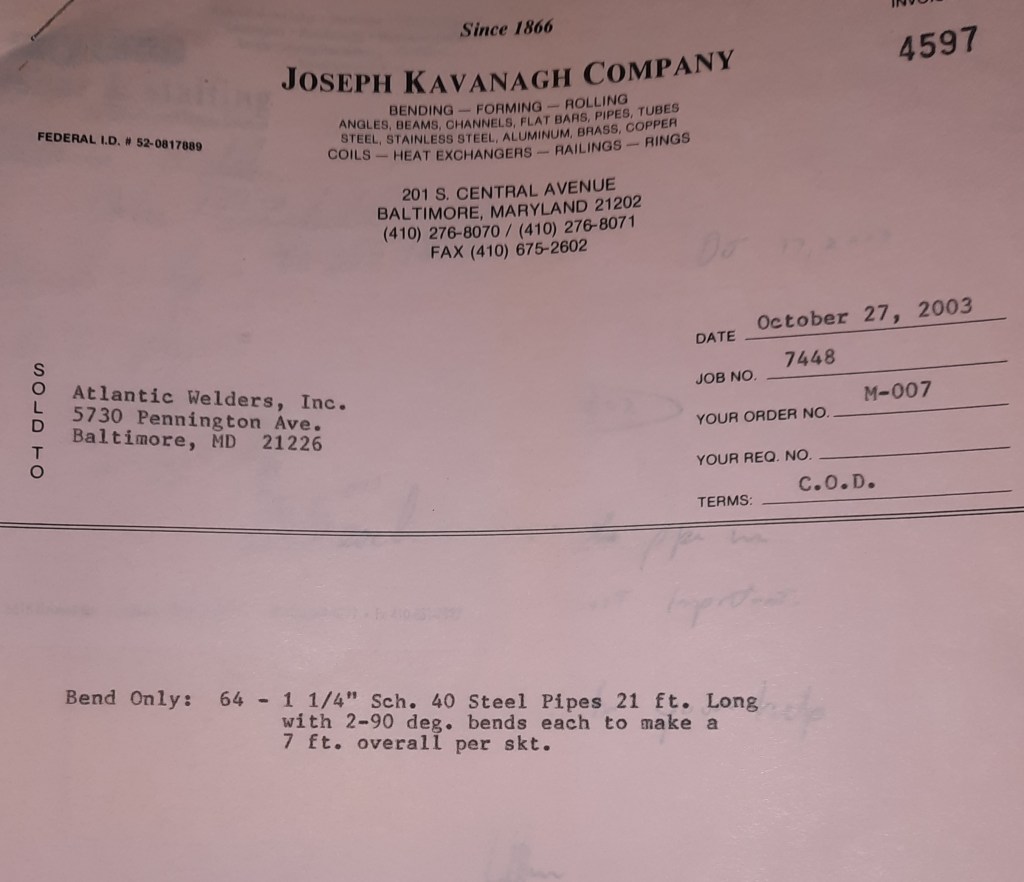 Since 1866
4597
JOSEPH KAVANAGH COMPANY
BENDING — FORMING — ROLLING
ANGLES, BEAMS, CHANNELS, FLAT BARS, PIPES, TUBES
STEEL, STAINLESS STEEL, ALUMINUM, BRASS, COPPER
COILS — HEAT EXCHANGERS — RAILINGS — RINGS
FEDERAL I.D. # 52-0817889
201 S. CENTRAL AVENUE
BALTIMORE, MARYLAND 21202
(410) 276-8070 / (410) 276-8071
FAX (410) 675-2602
DATE October 27, 2003
JOB NO. 7448
YOUR ORDER NO. M-007
YOUR REQ. NO.
TERMS: C.O.D.
SOLD TO
Atlantic Welders, Inc.
5730 Pennington Ave.
Baltimore, MD 21226
Bend Only: 64 - 1 1/4" Sch. 40 Steel Pipes 21 ft. Long
with 2-90 deg. bends each to make a
7 ft. overall per skt.